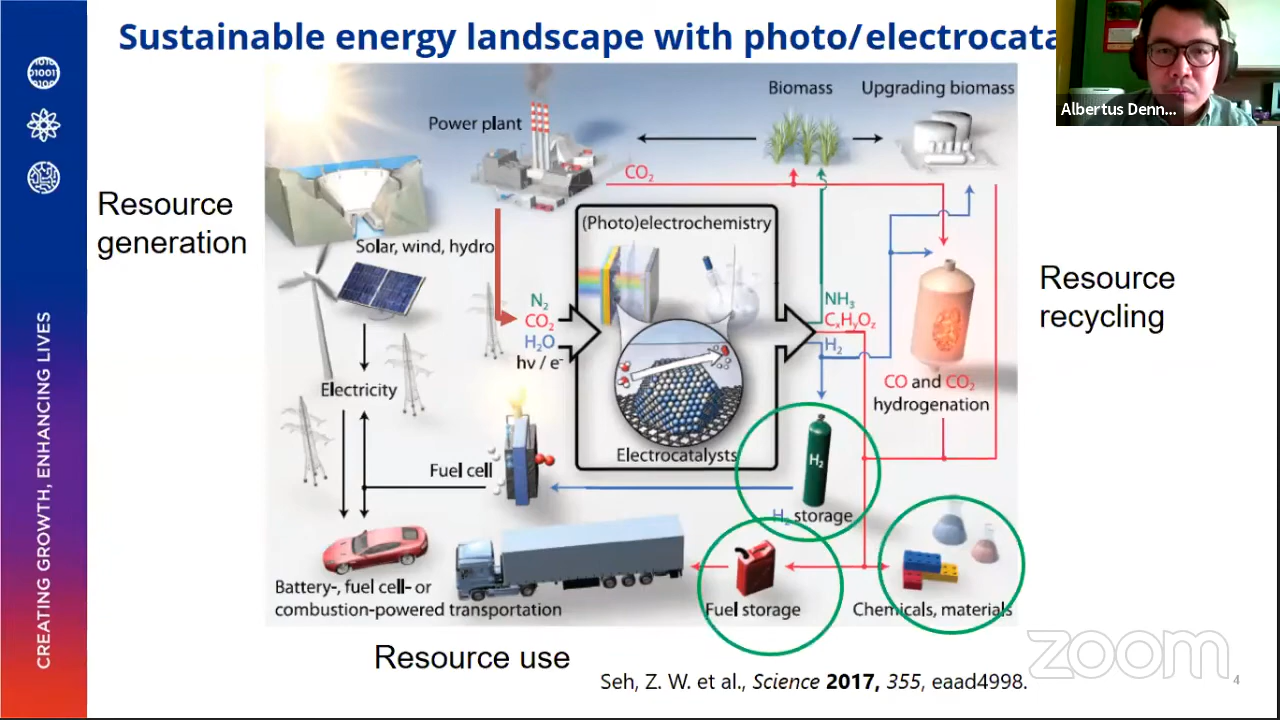 Sustainable energy landscape with photo/electrocata
Albertus Denn...
01001
CREATING GROWTH, ENHANCING LIVES
Resource
generation
Resource
recycling
Resource use
Biomass
Upgrading biomass
Power plant
CO₂
(Photo)electrochemistry
Solar, wind, hydro
N₂
CO₂
H₂O
hν / e⁻
NH₃
CₓHᵧO_z
H₂
Electricity
CO and CO₂
hydrogenation
Electrocatalysts
Fuel cell
H₂
H₂ storage
Battery-, fuel cell- or
combustion-powered transportation
Fuel storage
Chemicals, materials
Seh, Z. W. et al., Science 2017, 355, eaad4998.
zoom
4